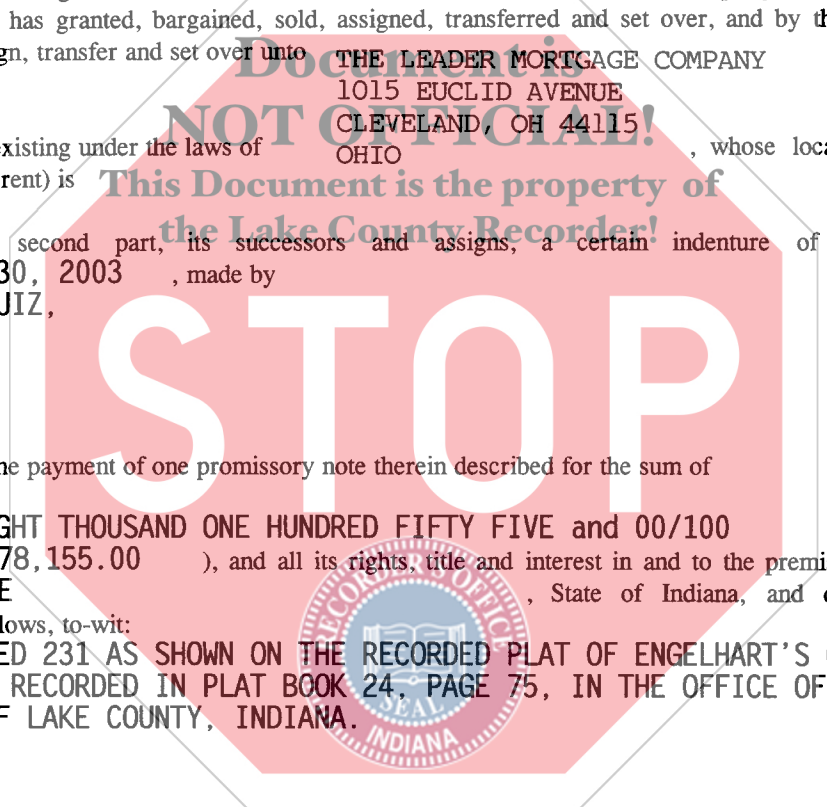 has granted, bargained, sold, assigned, transferred and set over, and by th
gn, transfer and set over unto THE LEADER MORTGAGE COMPANY
Document is
1015 EUCLID AVENUE
NOT OFFICIAL!
CLEVELAND, OH 44115
xisting under the laws of OHIO , whose loca
rent) is
This Document is the property of
the Lake County Recorder!
second part, its successors and assigns, a certain indenture of
30, 2003 , made by
UIZ,
STOP
he payment of one promissory note therein described for the sum of
GHT THOUSAND ONE HUNDRED FIFTY FIVE and 00/100
78,155.00 ), and all its rights, title and interest in and to the premi
E , State of Indiana, and d
lows, to-wit:
ED 231 AS SHOWN ON THE RECORDED PLAT OF ENGELHART'S
RECORDED IN PLAT BOOK 24, PAGE 75, IN THE OFFICE OF
F LAKE COUNTY, INDIANA.
RECORDER'S OFFICE
SEAL
INDIANA